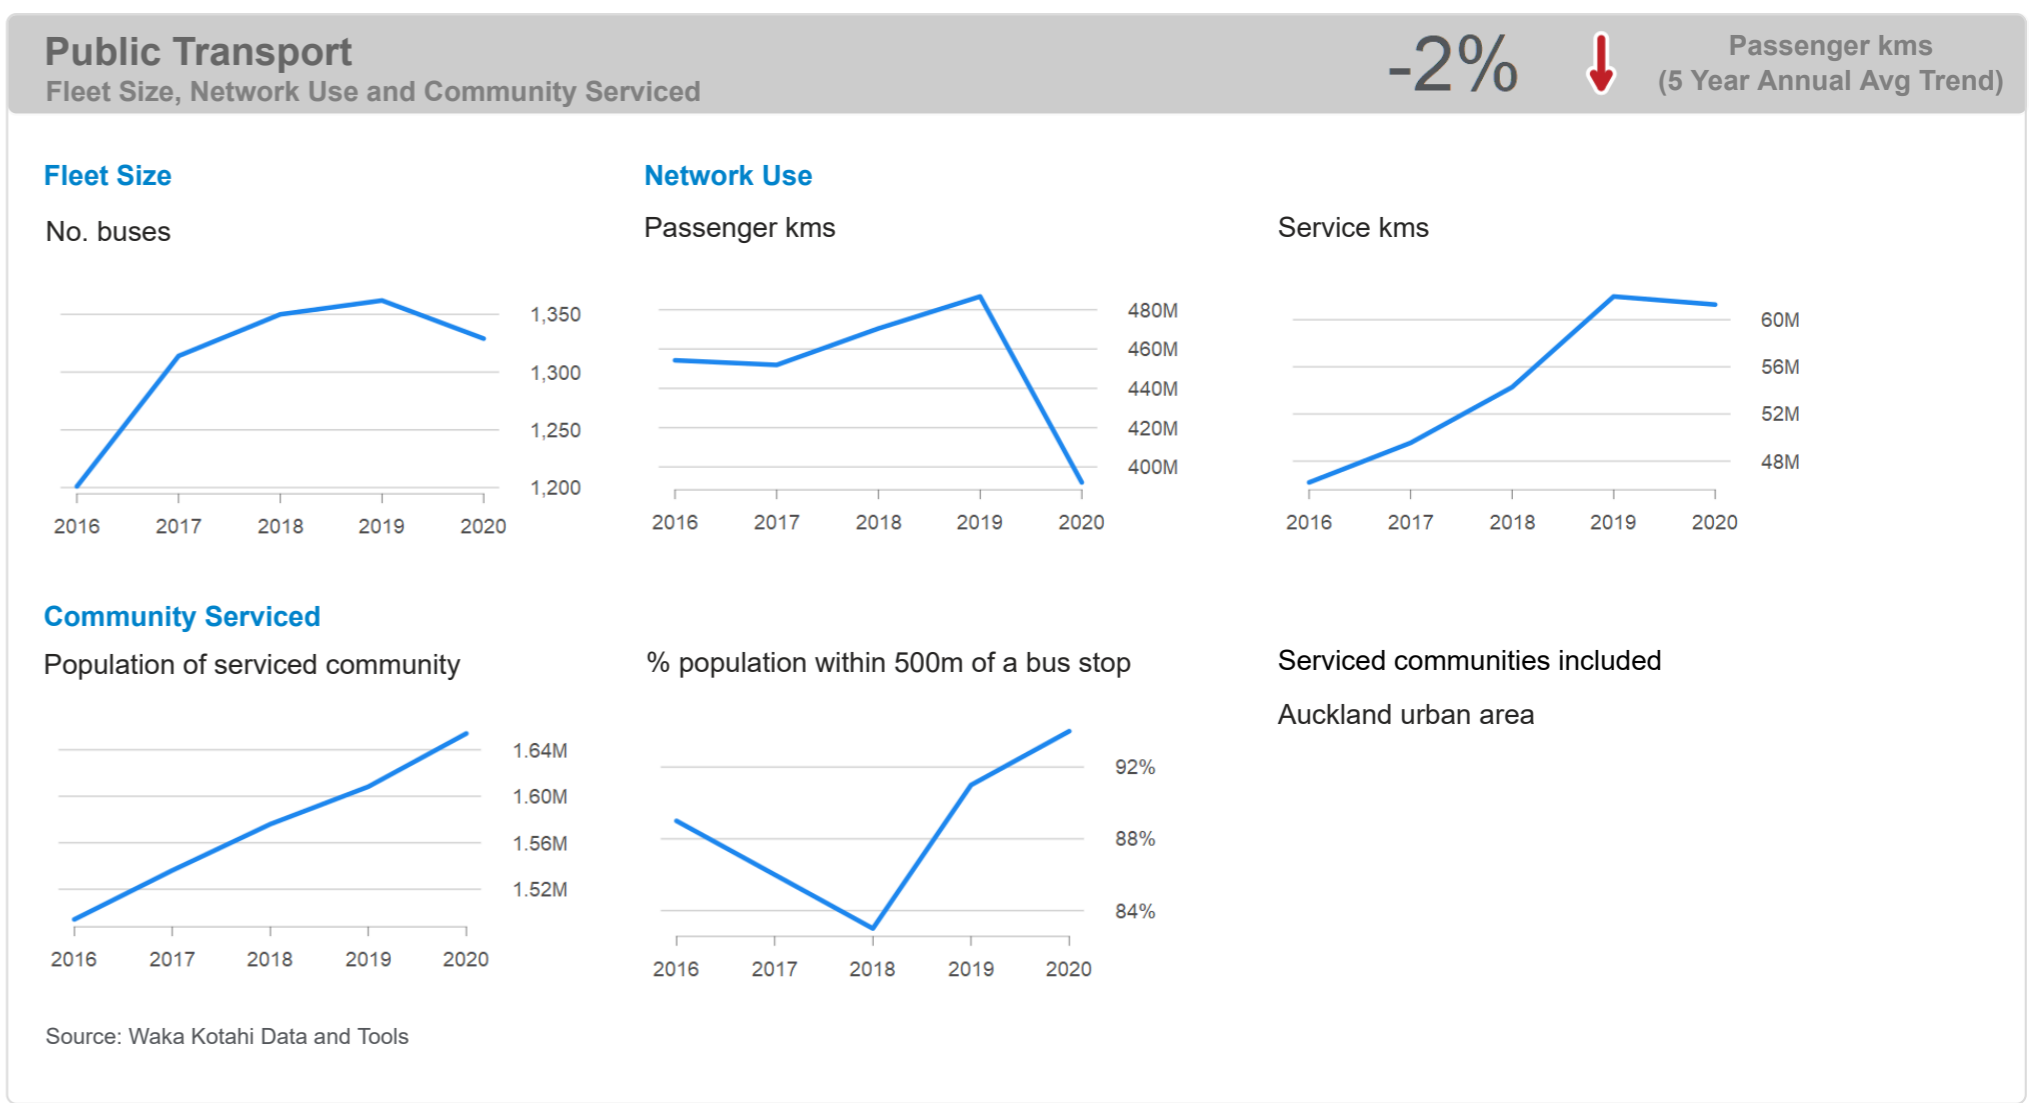 Public Transport
Fleet Size, Network Use and Community Serviced
-2%
Passenger kms
(5 Year Annual Avg Trend)
Fleet Size
No. buses
1,350
1,300
1,250
1,200
2016 2017 2018 2019 2020
Network Use
Passenger kms
480M
460M
440M
420M
400M
2016 2017 2018 2019 2020
Service kms
60M
56M
52M
48M
2016 2017 2018 2019 2020
Community Serviced
Population of serviced community
1.64M
1.60M
1.56M
1.52M
2016 2017 2018 2019 2020
% population within 500m of a bus stop
92%
88%
84%
2016 2017 2018 2019 2020
Serviced communities included
Auckland urban area
Source: Waka Kotahi Data and Tools